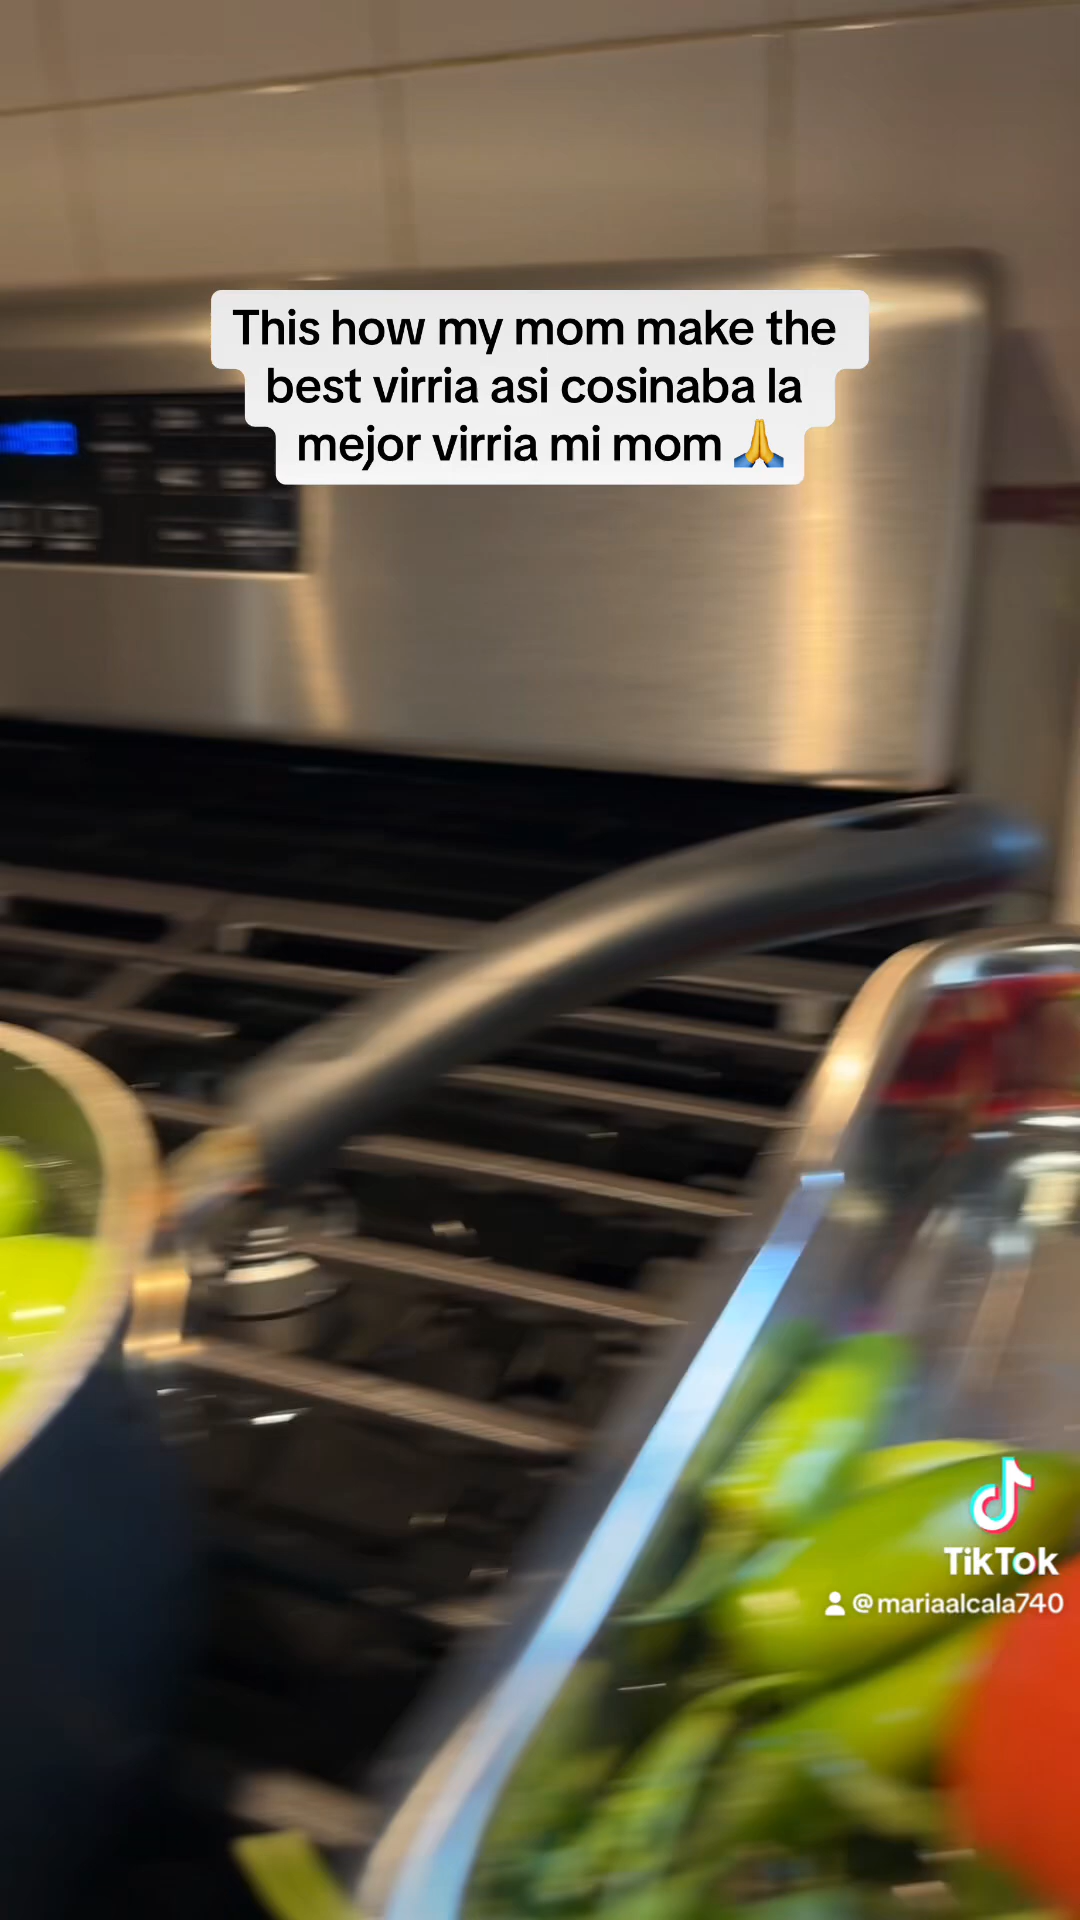 This how my mom make the
best virria asi cosinaba la
mejor virria mi mom 🙏
TikTok
@mariaalcala740